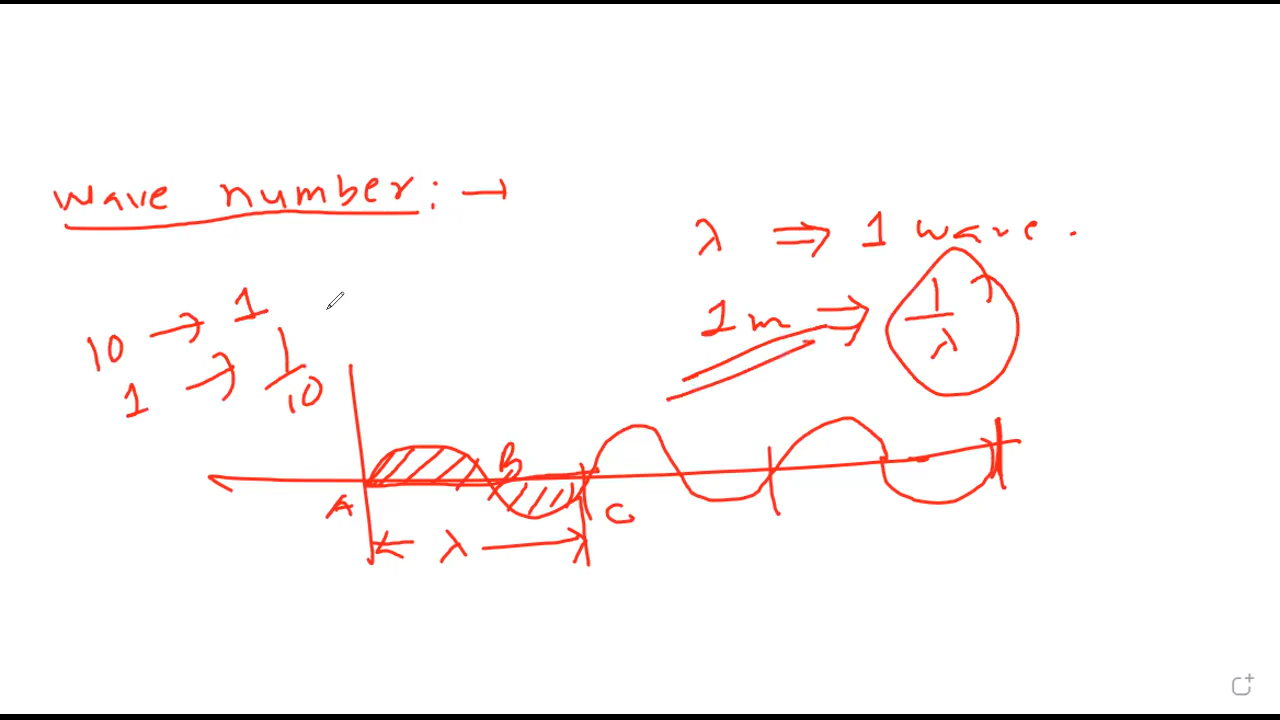 wave number: →
λ ⇒ 1 wave.
1m ⇒ 1/λ
10 → 1
1 → 1/10
A
B
C
λ